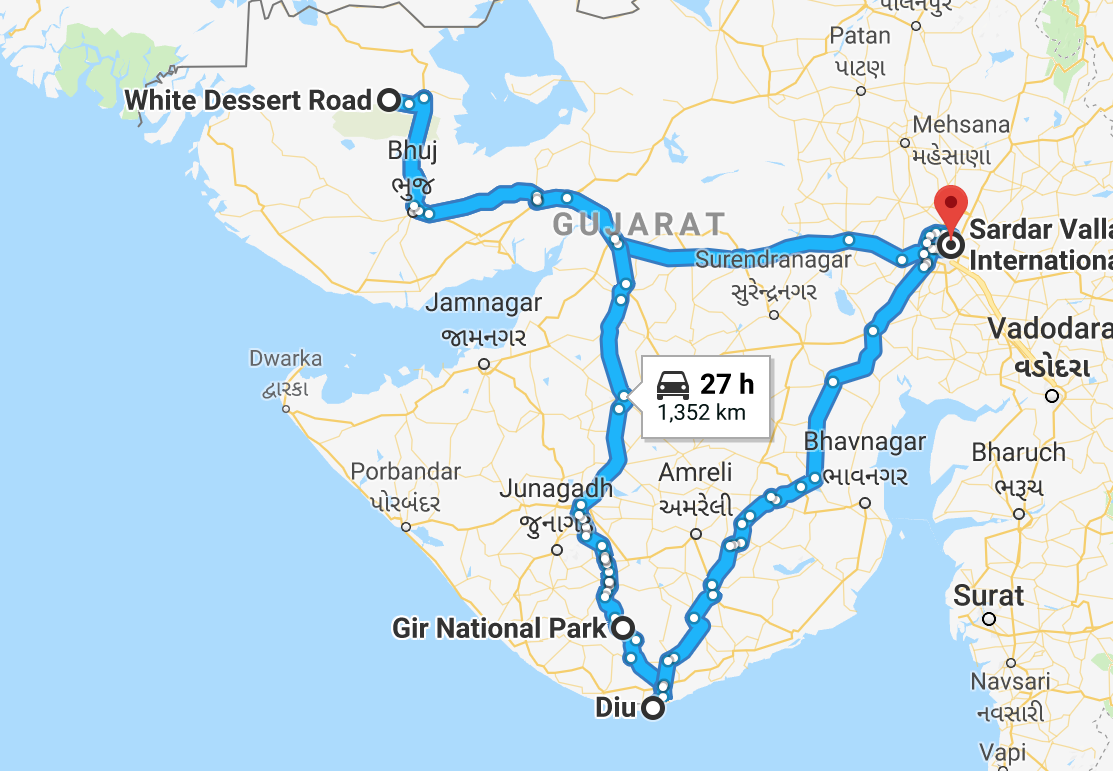 પાલનપુર
Patan
પાટણ
White Dessert Road
Mehsana
મહેસાણા
Bhuj
ભુજ
GUJARAT
Sardar Valla
Internationa
Surendranagar
સુરેન્દ્રનગર
Jamnagar
જામનગર
Vadodara
વડોદરા
Dwarka
દ્વારકા
27 h
1,352 km
Bhavnagar
ભાવનગર
Bharuch
ભરૂચ
Porbandar
પોરબંદર
Junagadh
જુનાગઢ
Amreli
અમરેલી
Surat
Gir National Park
Navsari
નવસારી
Diu
Vapi